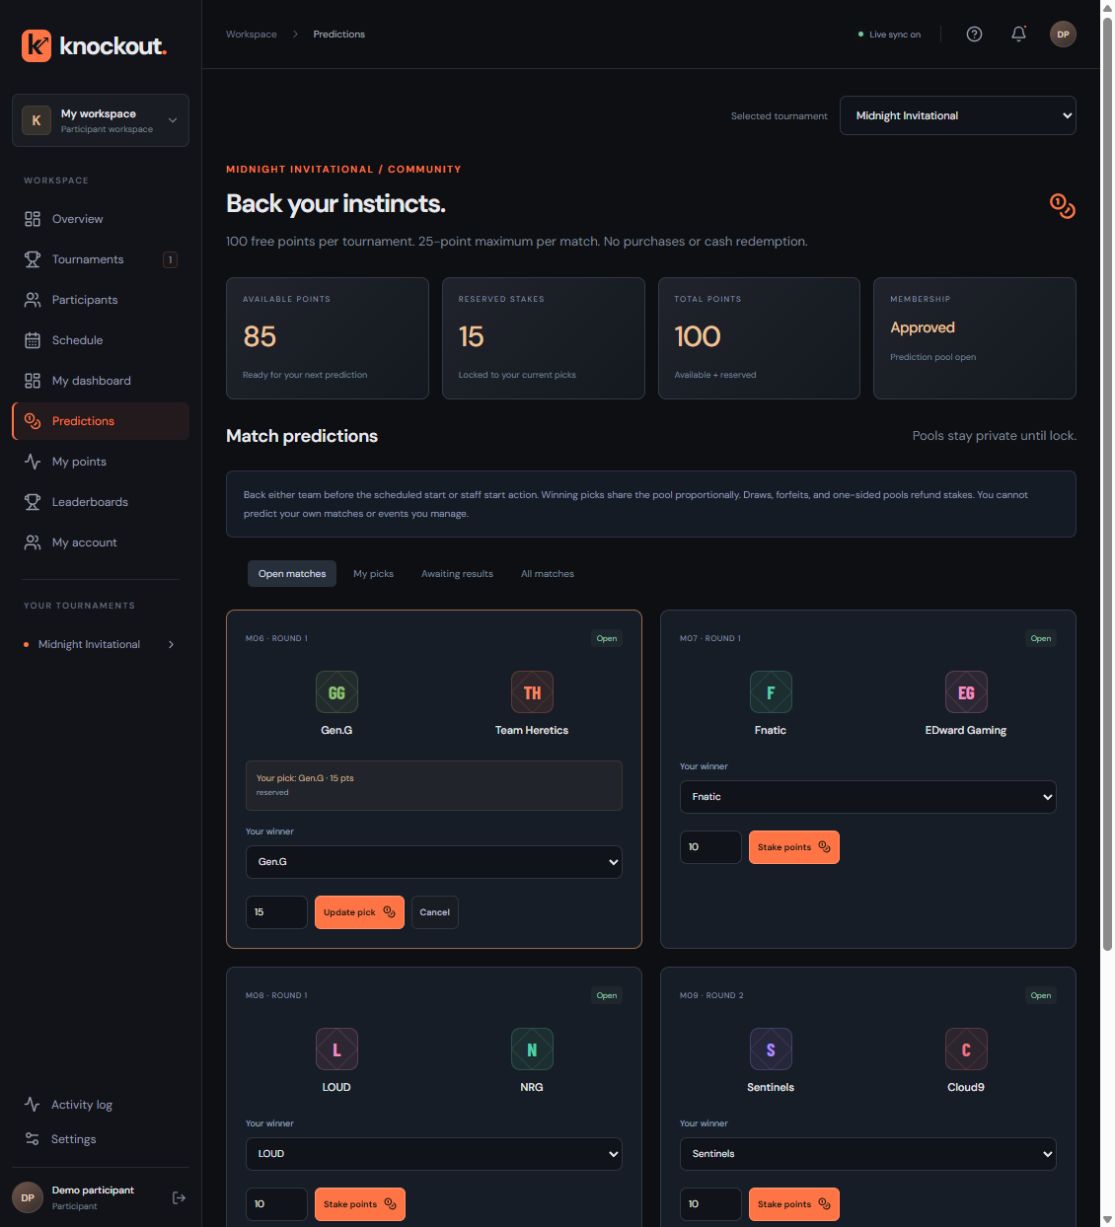 knockout.
K
My workspace
Participant workspace
WORKSPACE
Overview
Tournaments 1
Participants
Schedule
My dashboard
Predictions
My points
Leaderboards
My account
YOUR TOURNAMENTS
Midnight Invitational
Activity log
Settings
DP
Demo participant
Participant
Workspace > Predictions
Live sync on
DP
Selected tournament
Midnight Invitational
MIDNIGHT INVITATIONAL / COMMUNITY
Back your instincts.
100 free points per tournament. 25-point maximum per match. No purchases or cash redemption.
AVAILABLE POINTS
85
Ready for your next prediction
RESERVED STAKES
15
Locked to your current picks
TOTAL POINTS
100
Available + reserved
MEMBERSHIP
Approved
Prediction pool open
Match predictions
Pools stay private until lock.
Back either team before the scheduled start or staff start action. Winning picks share the pool proportionally. Draws, forfeits, and one-sided pools refund stakes. You cannot
predict your own matches or events you manage.
Open matches My picks Awaiting results All matches
M06 · ROUND 1 Open
GG TH
Gen.G Team Heretics
Your pick: Gen.G · 15 pts
reserved
Your winner
Gen.G
15 Update pick Cancel
M07 · ROUND 1 Open
F EG
Fnatic EDward Gaming
Your winner
Fnatic
10 Stake points
M08 · ROUND 1 Open
L N
LOUD NRG
Your winner
LOUD
10 Stake points
M09 · ROUND 2 Open
S C
Sentinels Cloud9
Your winner
Sentinels
10 Stake points